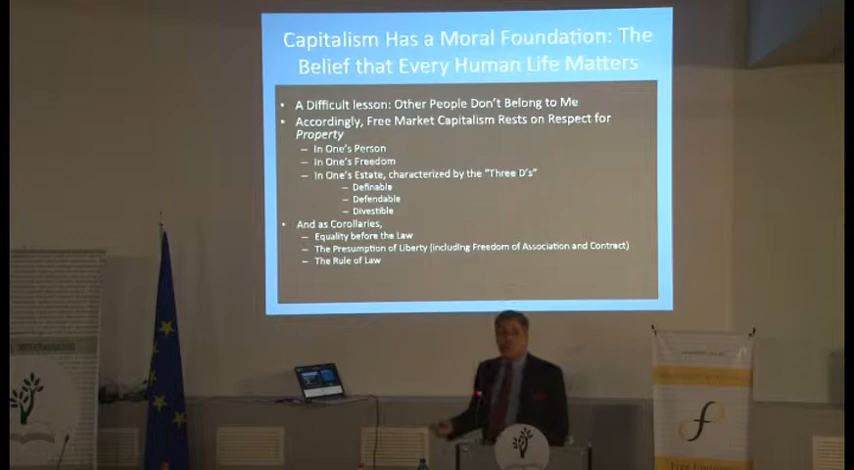 Capitalism Has a Moral Foundation: The
Belief that Every Human Life Matters
• A Difficult lesson: Other People Don't Belong to Me
• Accordingly, Free Market Capitalism Rests on Respect for
Property
– In One's Person
– In One's Freedom
– In One's Estate, characterized by the "Three D's"
– Definable
– Defendable
– Divestible
• And as Corollaries,
– Equality before the Law
– The Presumption of Liberty (including Freedom of Association and Contract)
– The Rule of Law